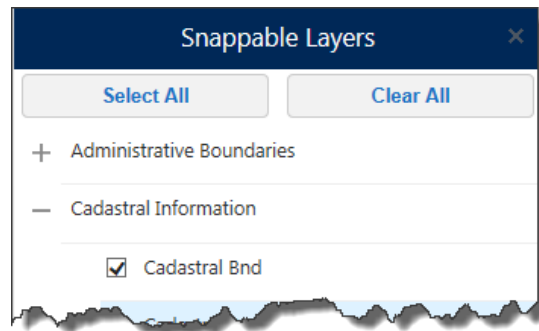 Snappable Layers
Select All Clear All
Administrative Boundaries
Cadastral Information
Cadastral Bnd